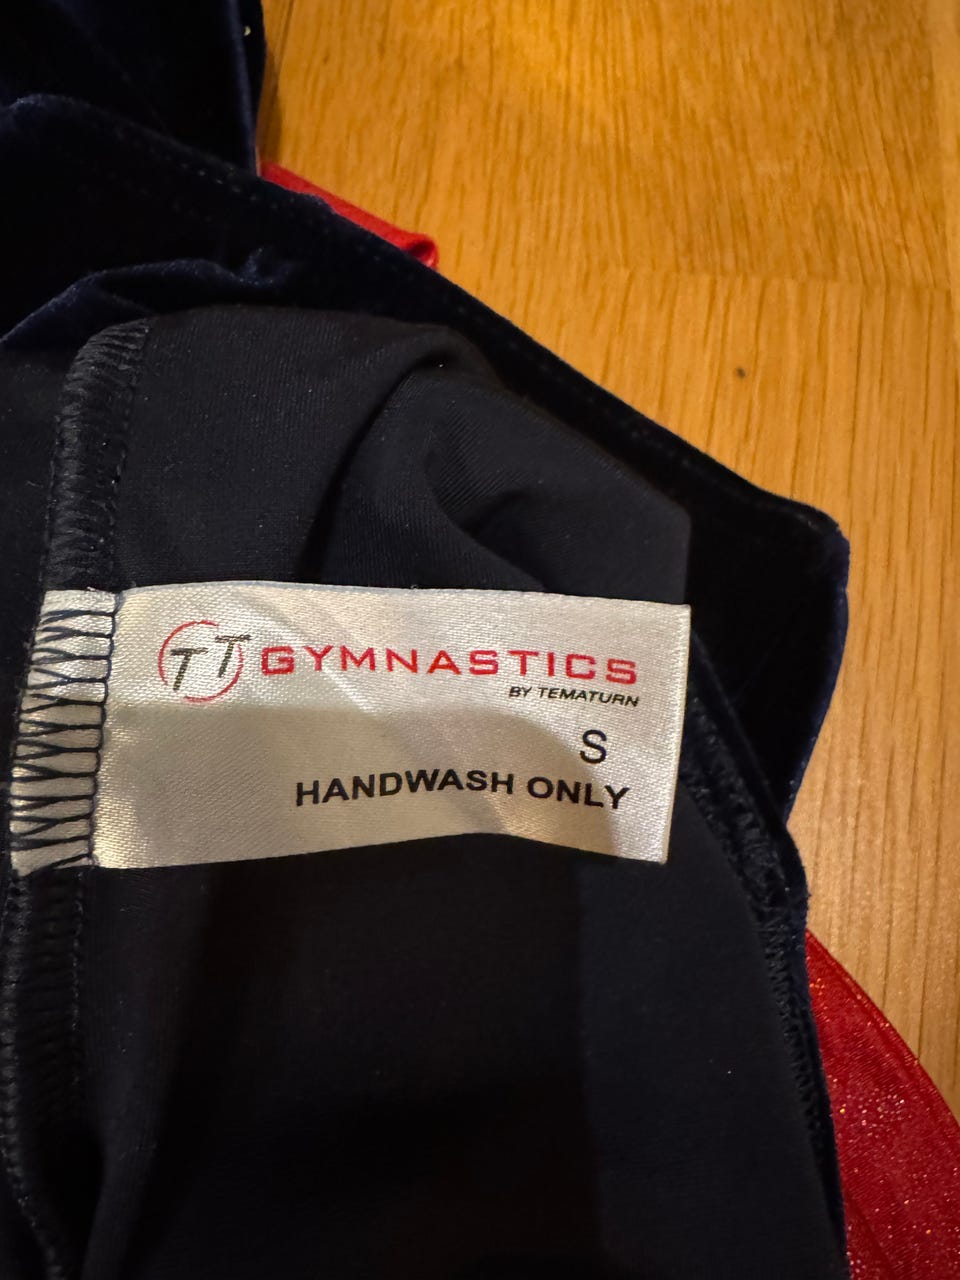 TT GYMNASTICS
BY TEMATURN
S
HANDWASH ONLY